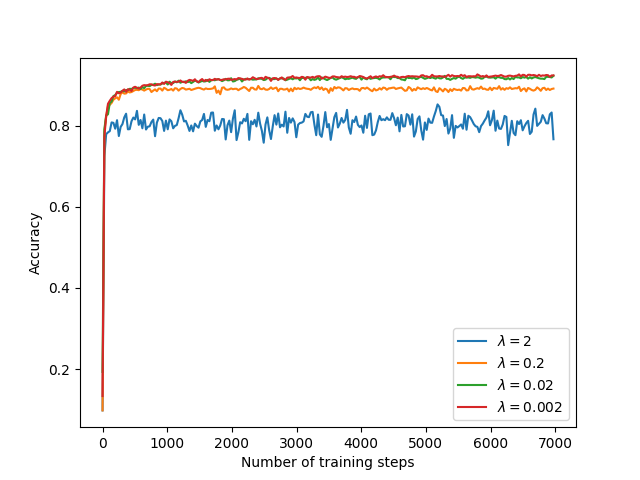 Accuracy
0.8
0.6
0.4
0.2
0 1000 2000 3000 4000 5000 6000 7000
Number of training steps
λ = 2
λ = 0.2
λ = 0.02
λ = 0.002